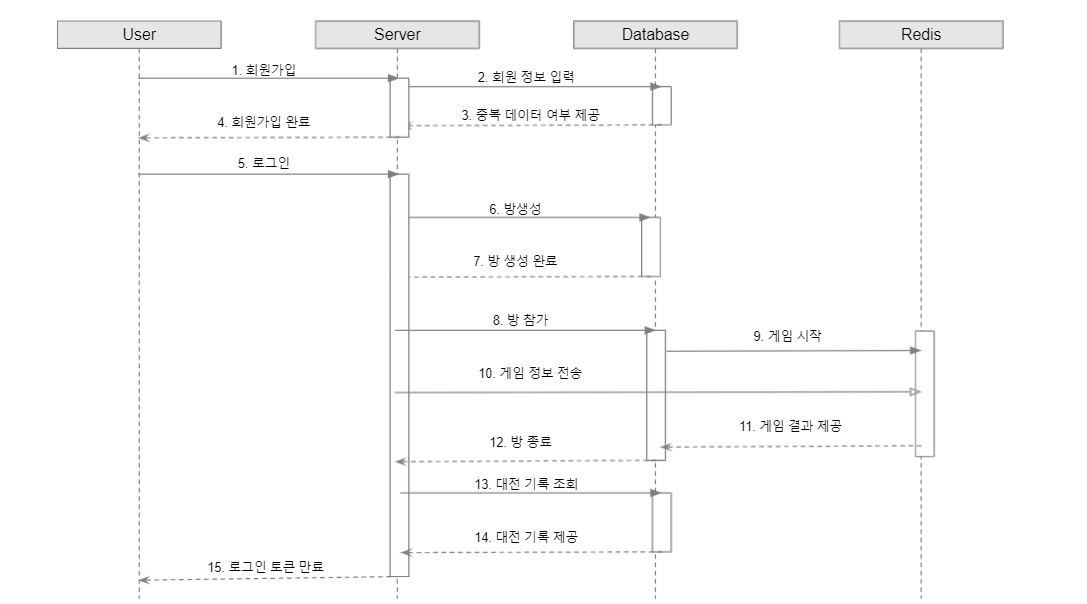 User
Server
Database
Redis
1. 회원가입
2. 회원 정보 입력
3. 중복 데이터 여부 제공
4. 회원가입 완료
5. 로그인
6. 방생성
7. 방 생성 완료
8. 방 참가
9. 게임 시작
10. 게임 정보 전송
11. 게임 결과 제공
12. 방 종료
13. 대전 기록 조회
14. 대전 기록 제공
15. 로그인 토큰 만료